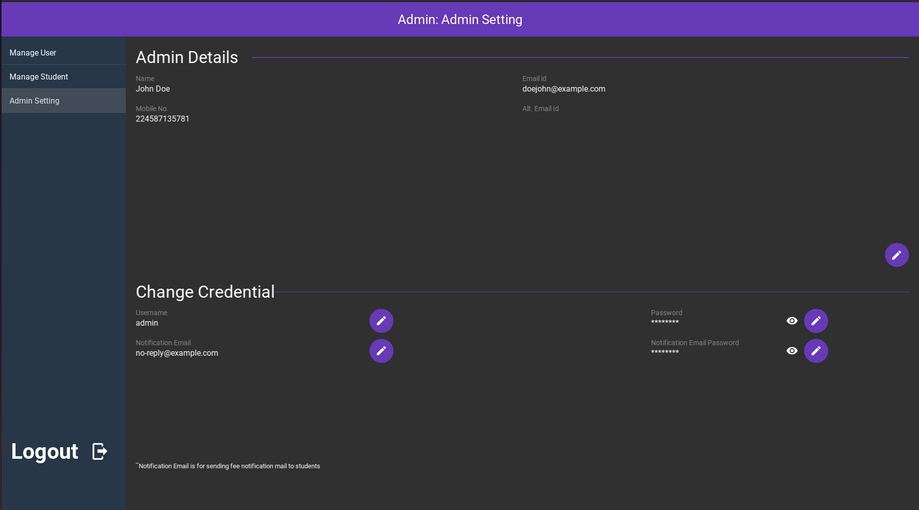 Admin: Admin Setting
Manage User
Manage Student
Admin Setting
Logout
Admin Details
Name
John Doe
Email id
doejohn@example.com
Mobile No.
224587135781
Alt. Email Id
Change Credential
Username
admin
Password
********
Notification Email
no-reply@example.com
Notification Email Password
********
Notification Email is for sending fee notification mail to students